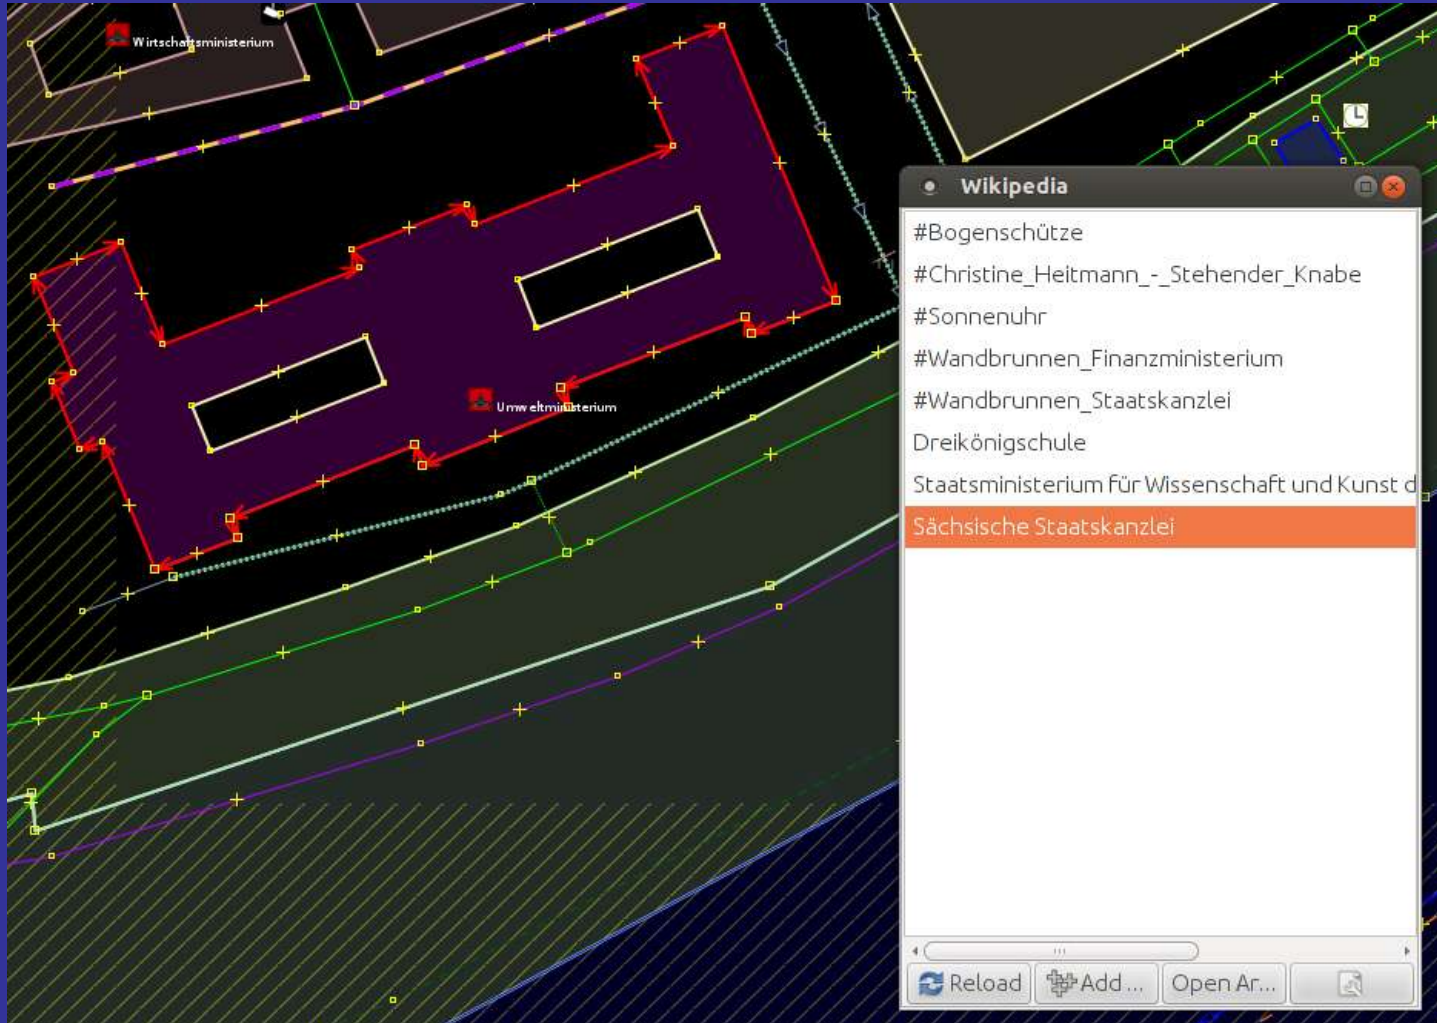 Wirtschaftsministerium
Umweltministerium
Wikipedia
#Bogenschütze
#Christine_Heitmann_-_Stehender_Knabe
#Sonnenuhr
#Wandbrunnen_Finanzministerium
#Wandbrunnen_Staatskanzlei
Dreikönigschule
Staatsministerium für Wissenschaft und Kunst d
Sächsische Staatskanzlei
Reload Add ... Open Ar...